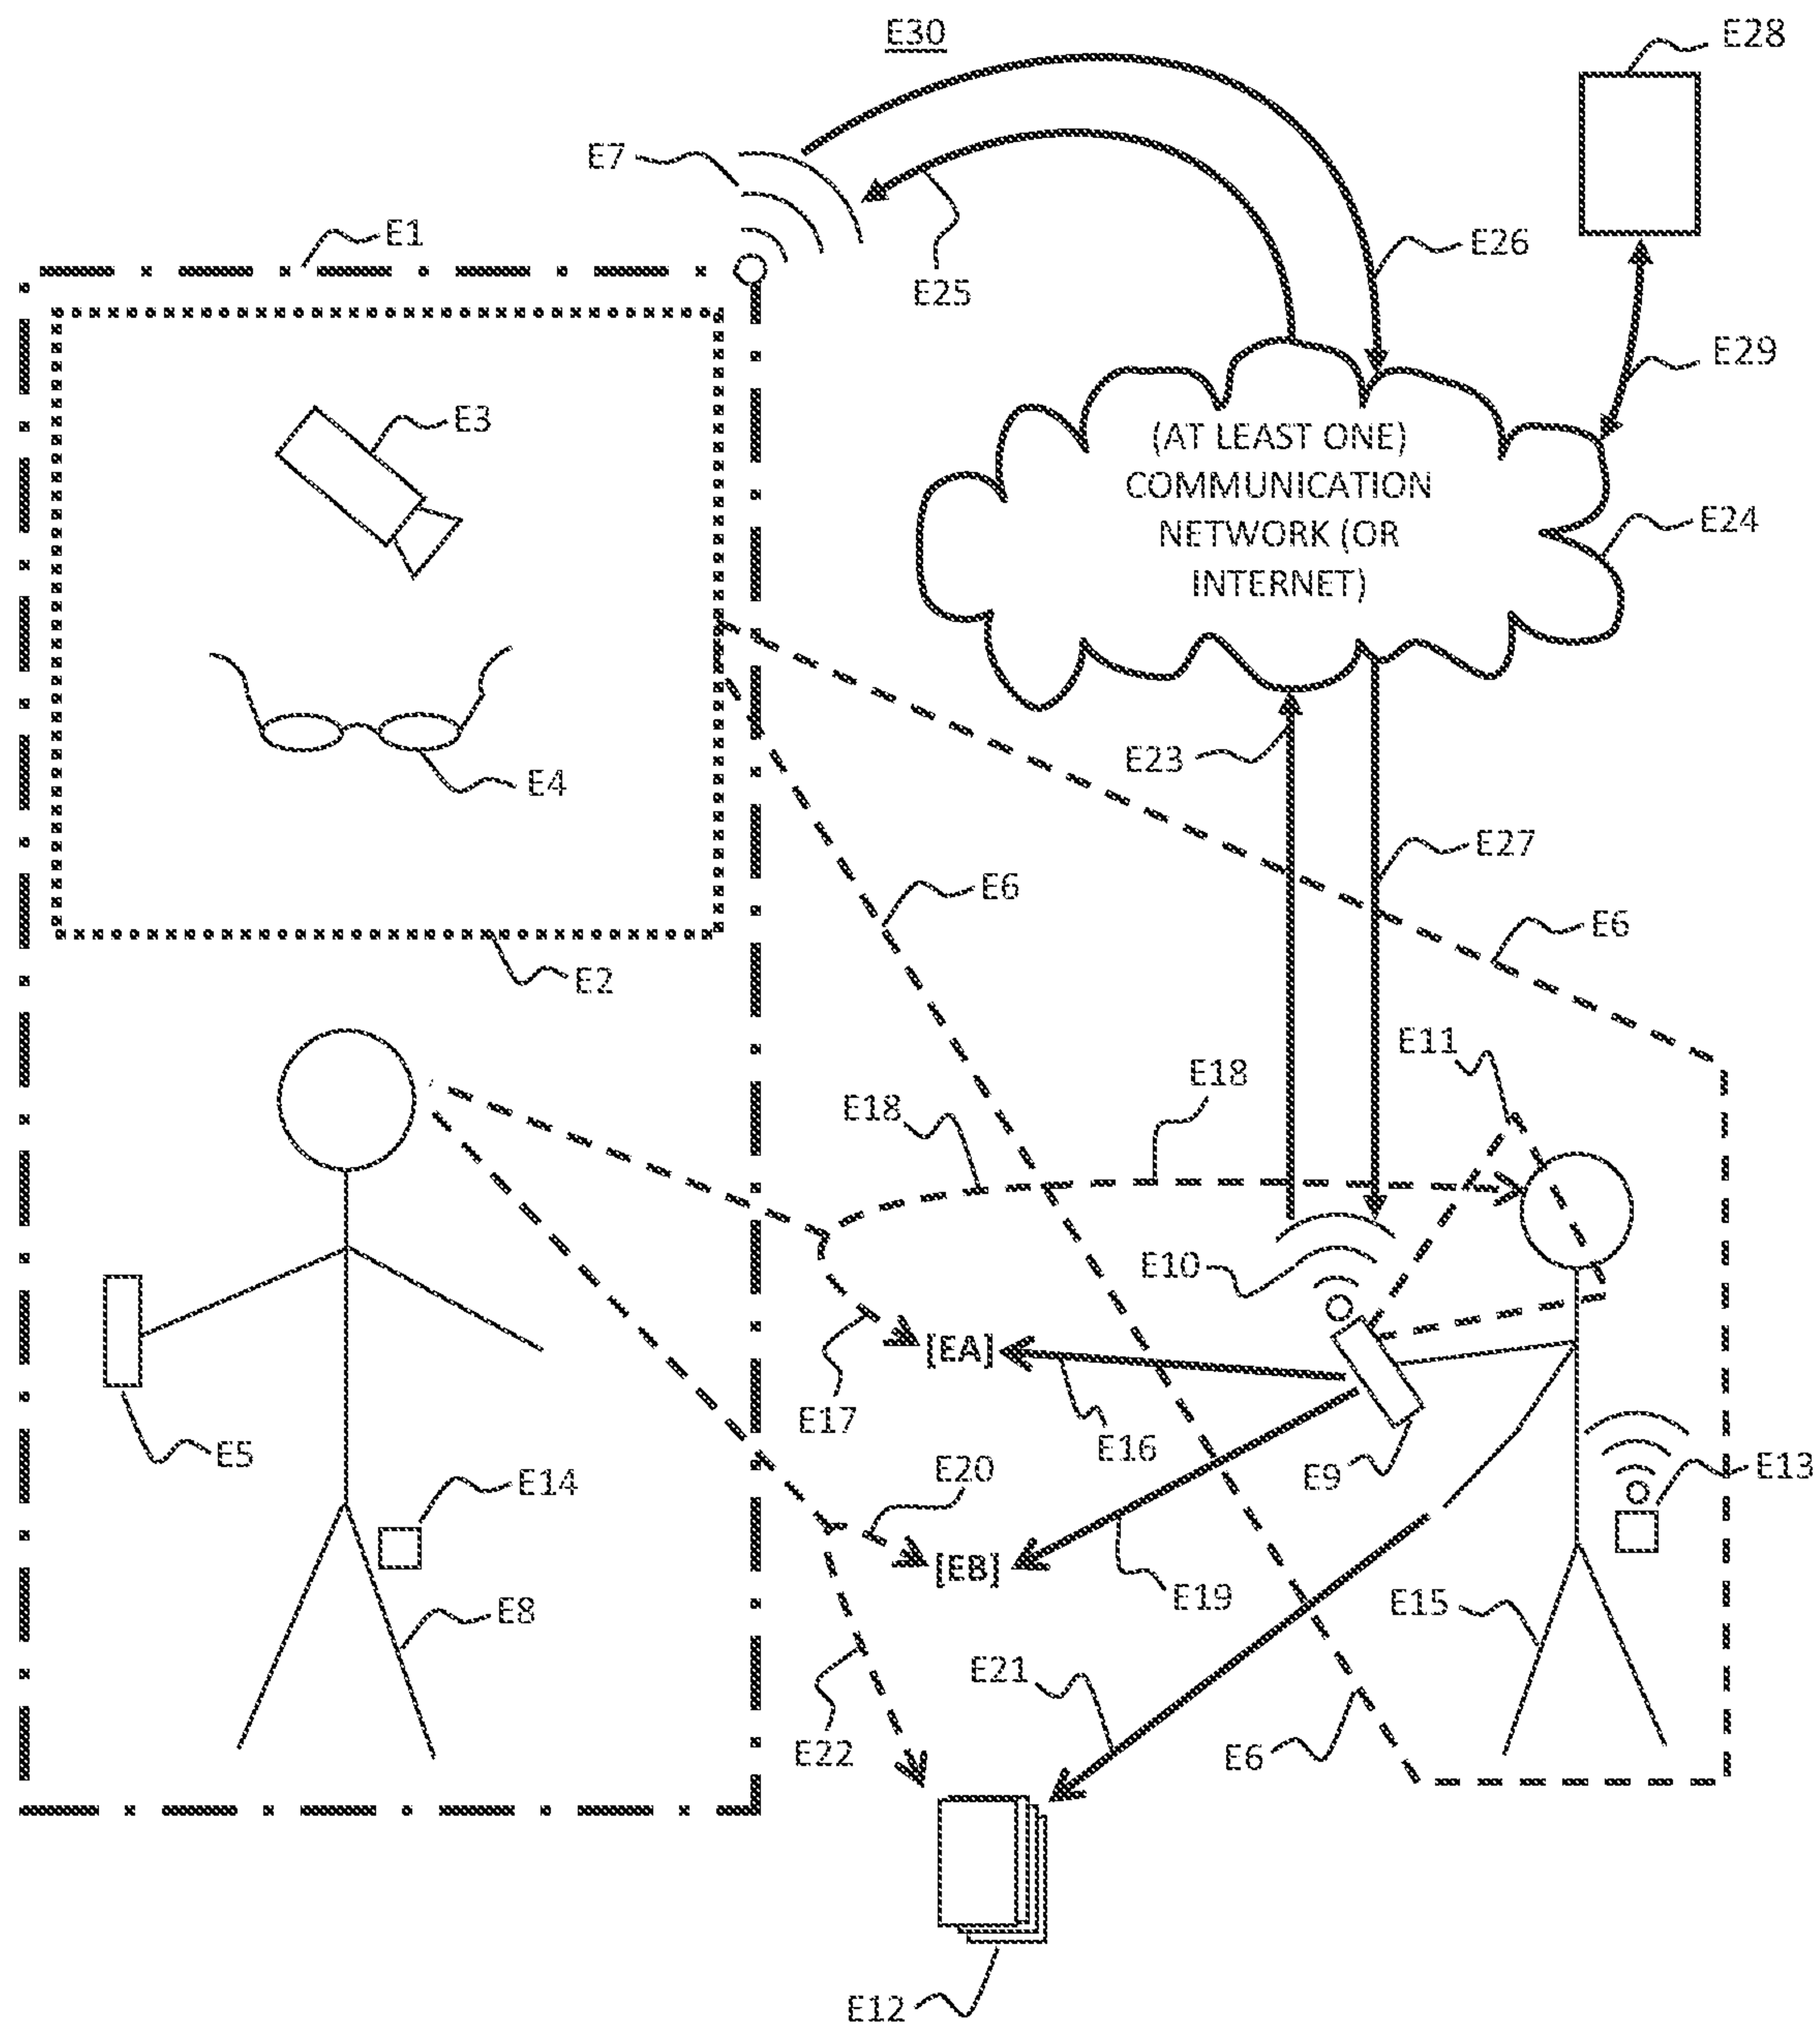 E30
E28
E7
E1
E26
E25
E29
E3
(AT LEAST ONE)
COMMUNICATION
NETWORK (OR
INTERNET)
E24
E4
E23
E27
E6
E6
E2
E11
E18
E18
E10
[EA]
E17
E16
E5
E20
E9
E13
E14
[EB]
E19
E15
E8
E21
E22
E6
E12